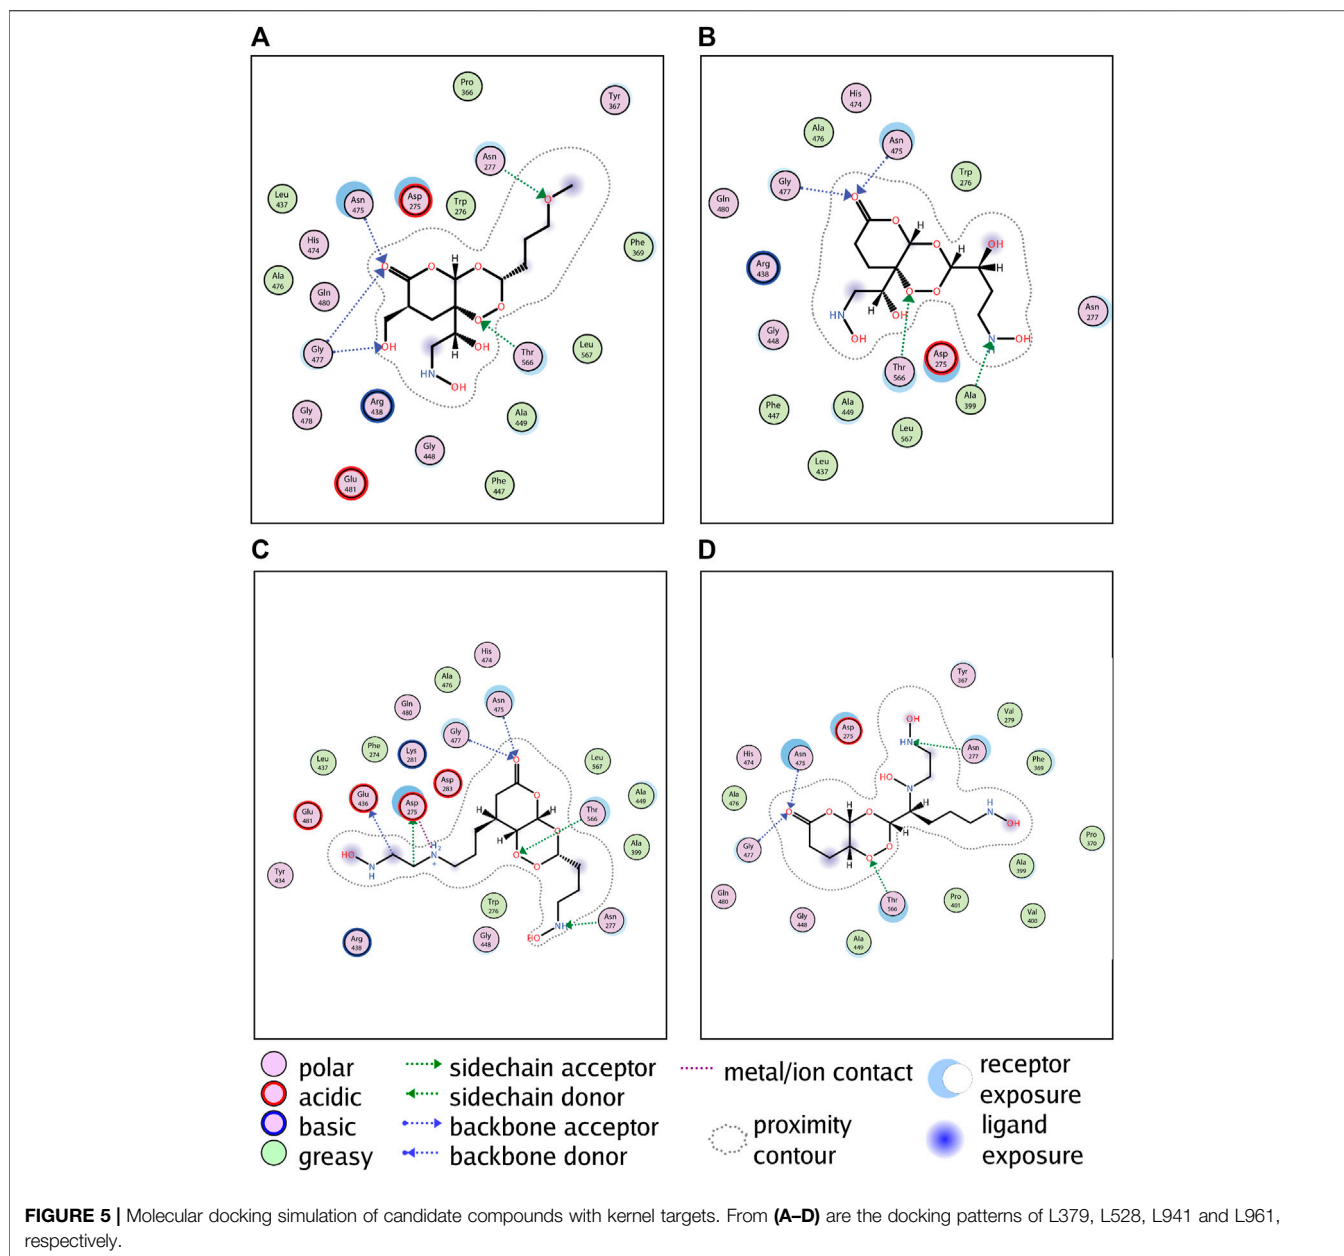 A
Pro
366
Tyr
367
Asn
277
Leu
437
Asn
475
Asp
275
Trp
276
His
474
Phe
369
Ala
476
Gln
480
O
O
H
O
O
O
O
Gly
477
OH
H
OH
HN
OH
Thr
566
Leu
567
Gly
478
Arg
438
Ala
449
Gly
448
Glu
481
Phe
447
B
His
474
Ala
476
Asn
475
Gly
477
Trp
276
Gln
480
O
O
H
O
H
OH
H
Arg
438
O
O
HN
H
OH
OH
Asn
277
Gly
448
N
H
OH
Asp
275
Thr
566
Ala
399
Phe
447
Ala
449
Leu
567
Leu
437
C
His
474
Ala
476
Asn
475
Gln
480
Gly
477
Leu
437
Phe
274
Lys
281
Leu
567
O
Asp
283
Glu
436
Asp
275
O
Ala
449
Glu
481
H
H
Thr
566
H
O
Ala
399
HO
N
H
N
H2
+
O
O
Tyr
434
Trp
276
Asn
277
NH
HO
Gly
448
Arg
438
D
Tyr
367
Val
279
OH
Asp
275
HN
Asn
277
His
474
Asn
475
Phe
369
HO
N
Ala
476
O
O
H
O
H
H
N
OH
H
H
O
O
Gly
477
Pro
370
Ala
399
Gln
480
Thr
566
Pro
401
Val
400
Gly
448
Ala
449
polar
acidic
basic
greasy
sidechain acceptor
sidechain donor
backbone acceptor
backbone donor
metal/ion contact
proximity
contour
receptor
exposure
ligand
exposure
FIGURE 5 | Molecular docking simulation of candidate compounds with kernel targets. From (A–D) are the docking patterns of L379, L528, L941 and L961,
respectively.